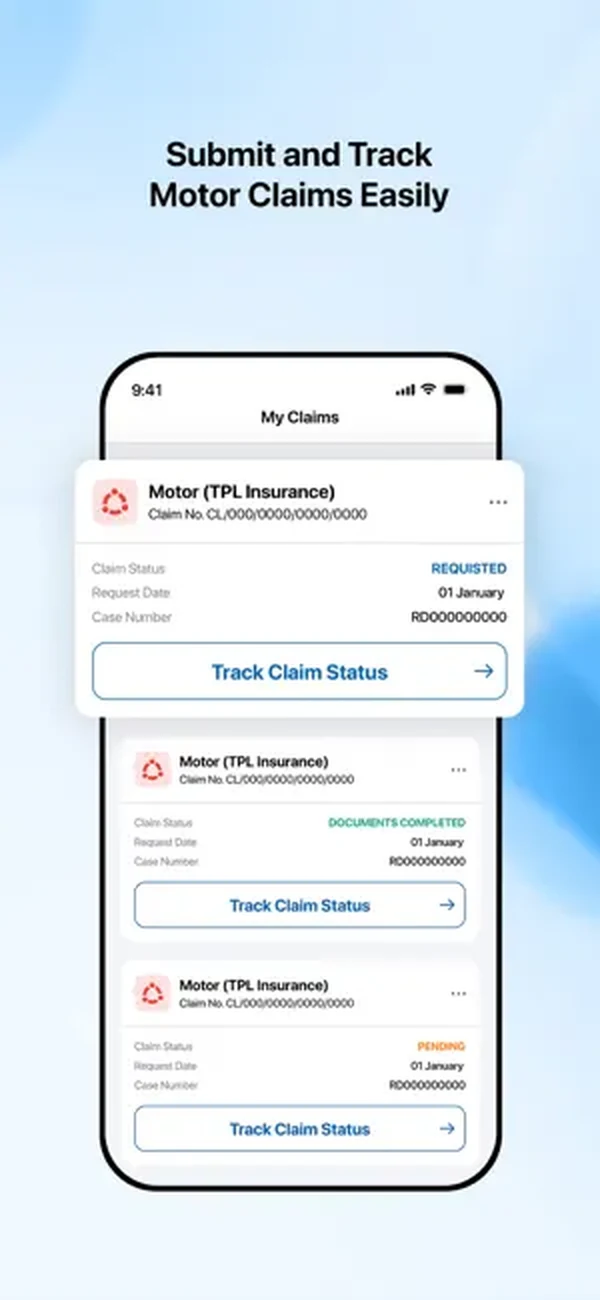 Submit and Track
Motor Claims Easily
9:41
My Claims
Motor (TPL Insurance)
Claim No. CL/000/0000/0000/0000
Claim Status REQUISTED
Request Date 01 January
Case Number RD000000000
Track Claim Status →
Motor (TPL Insurance)
Claim No. CL/000/0000/0000/0000
Claim Status DOCUMENTS COMPLETED
Request Date 01 January
Case Number RD000000000
Track Claim Status →
Motor (TPL Insurance)
Claim No. CL/000/0000/0000/0000
Claim Status PENDING
Request Date 01 January
Case Number RD000000000
Track Claim Status →